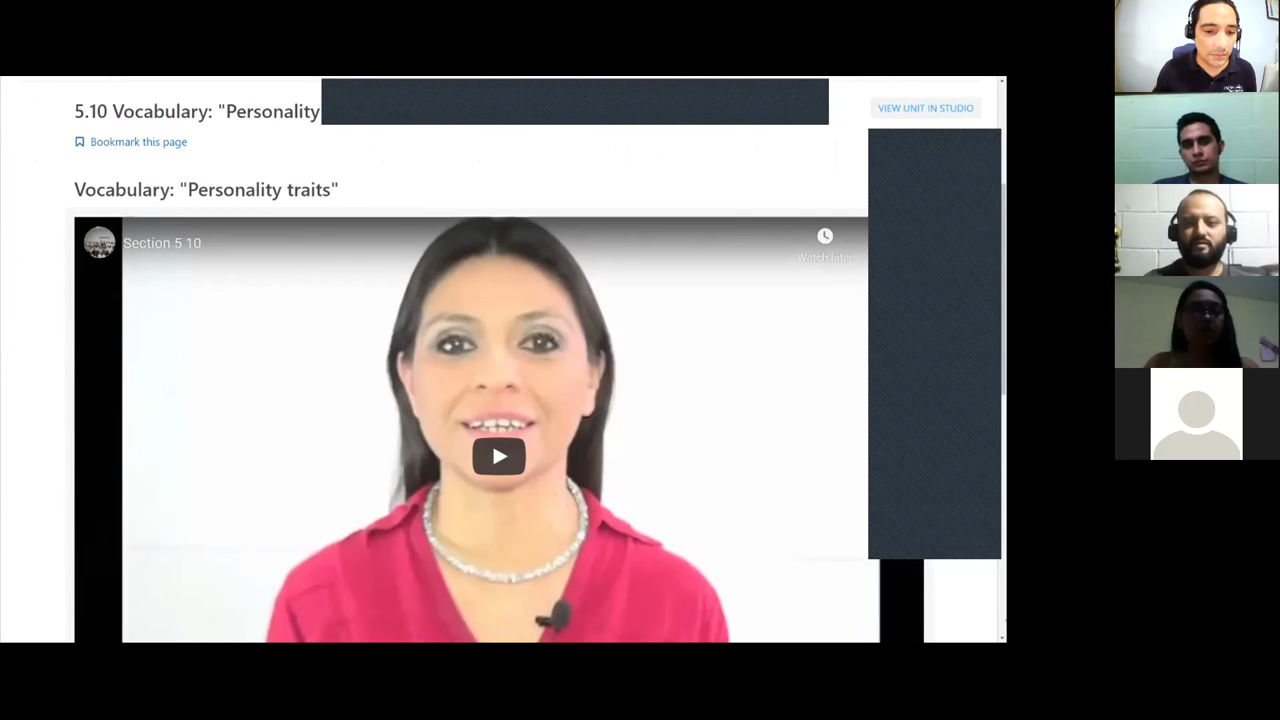 5.10 Vocabulary: "Personality
VIEW UNIT IN STUDIO
Bookmark this page
Vocabulary: "Personality traits"
Section 5 10
Watch later